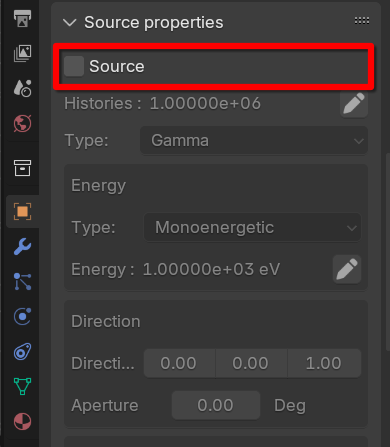 Source properties
Source
Histories : 1.00000e+06
Type: Gamma
Energy
Type: Monoenergetic
Energy : 1.00000e+03 eV
Direction
Directi... 0.00 0.00 1.00
Aperture 0.00 Deg